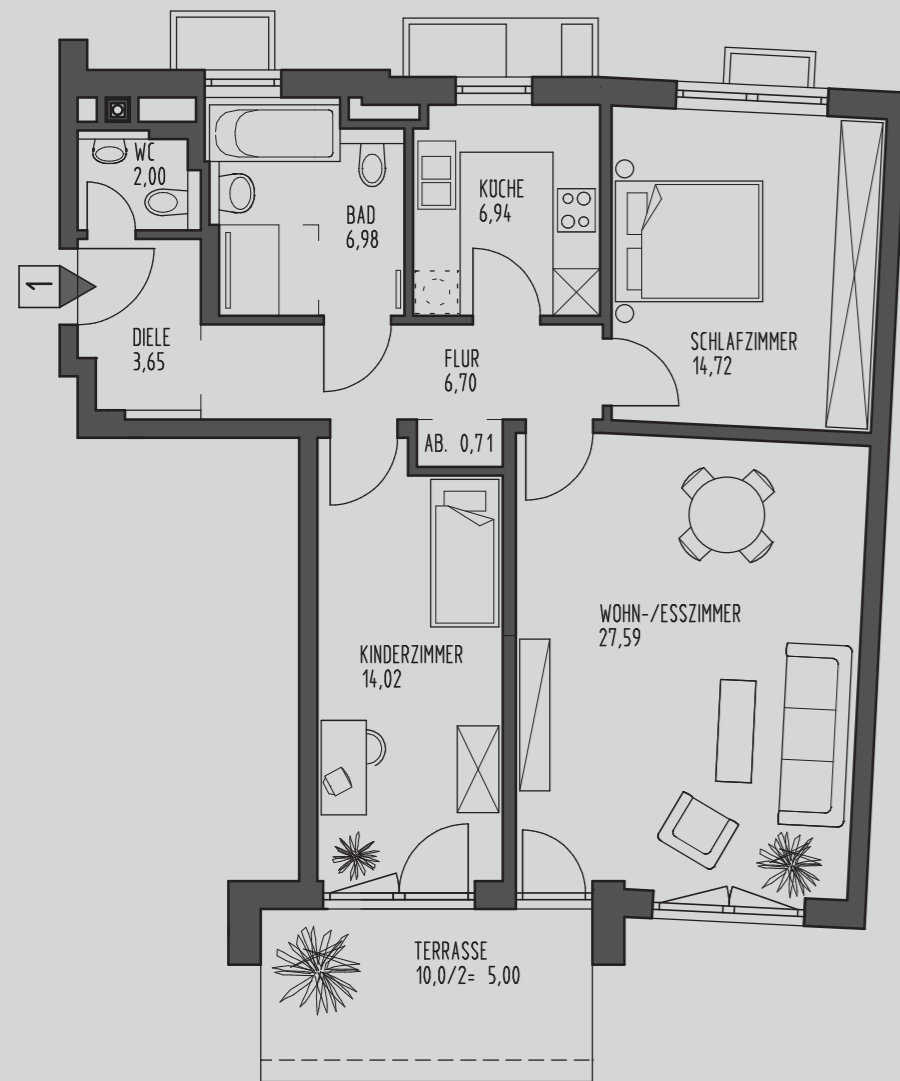 WC
2,00
BAD
6,98
KÜCHE
6,94
1
DIELE
3,65
FLUR
6,70
SCHLAFZIMMER
14,72
AB. 0,71
WOHN-/ESSZIMMER
27,59
KINDERZIMMER
14,02
TERRASSE
10,0/2= 5,00